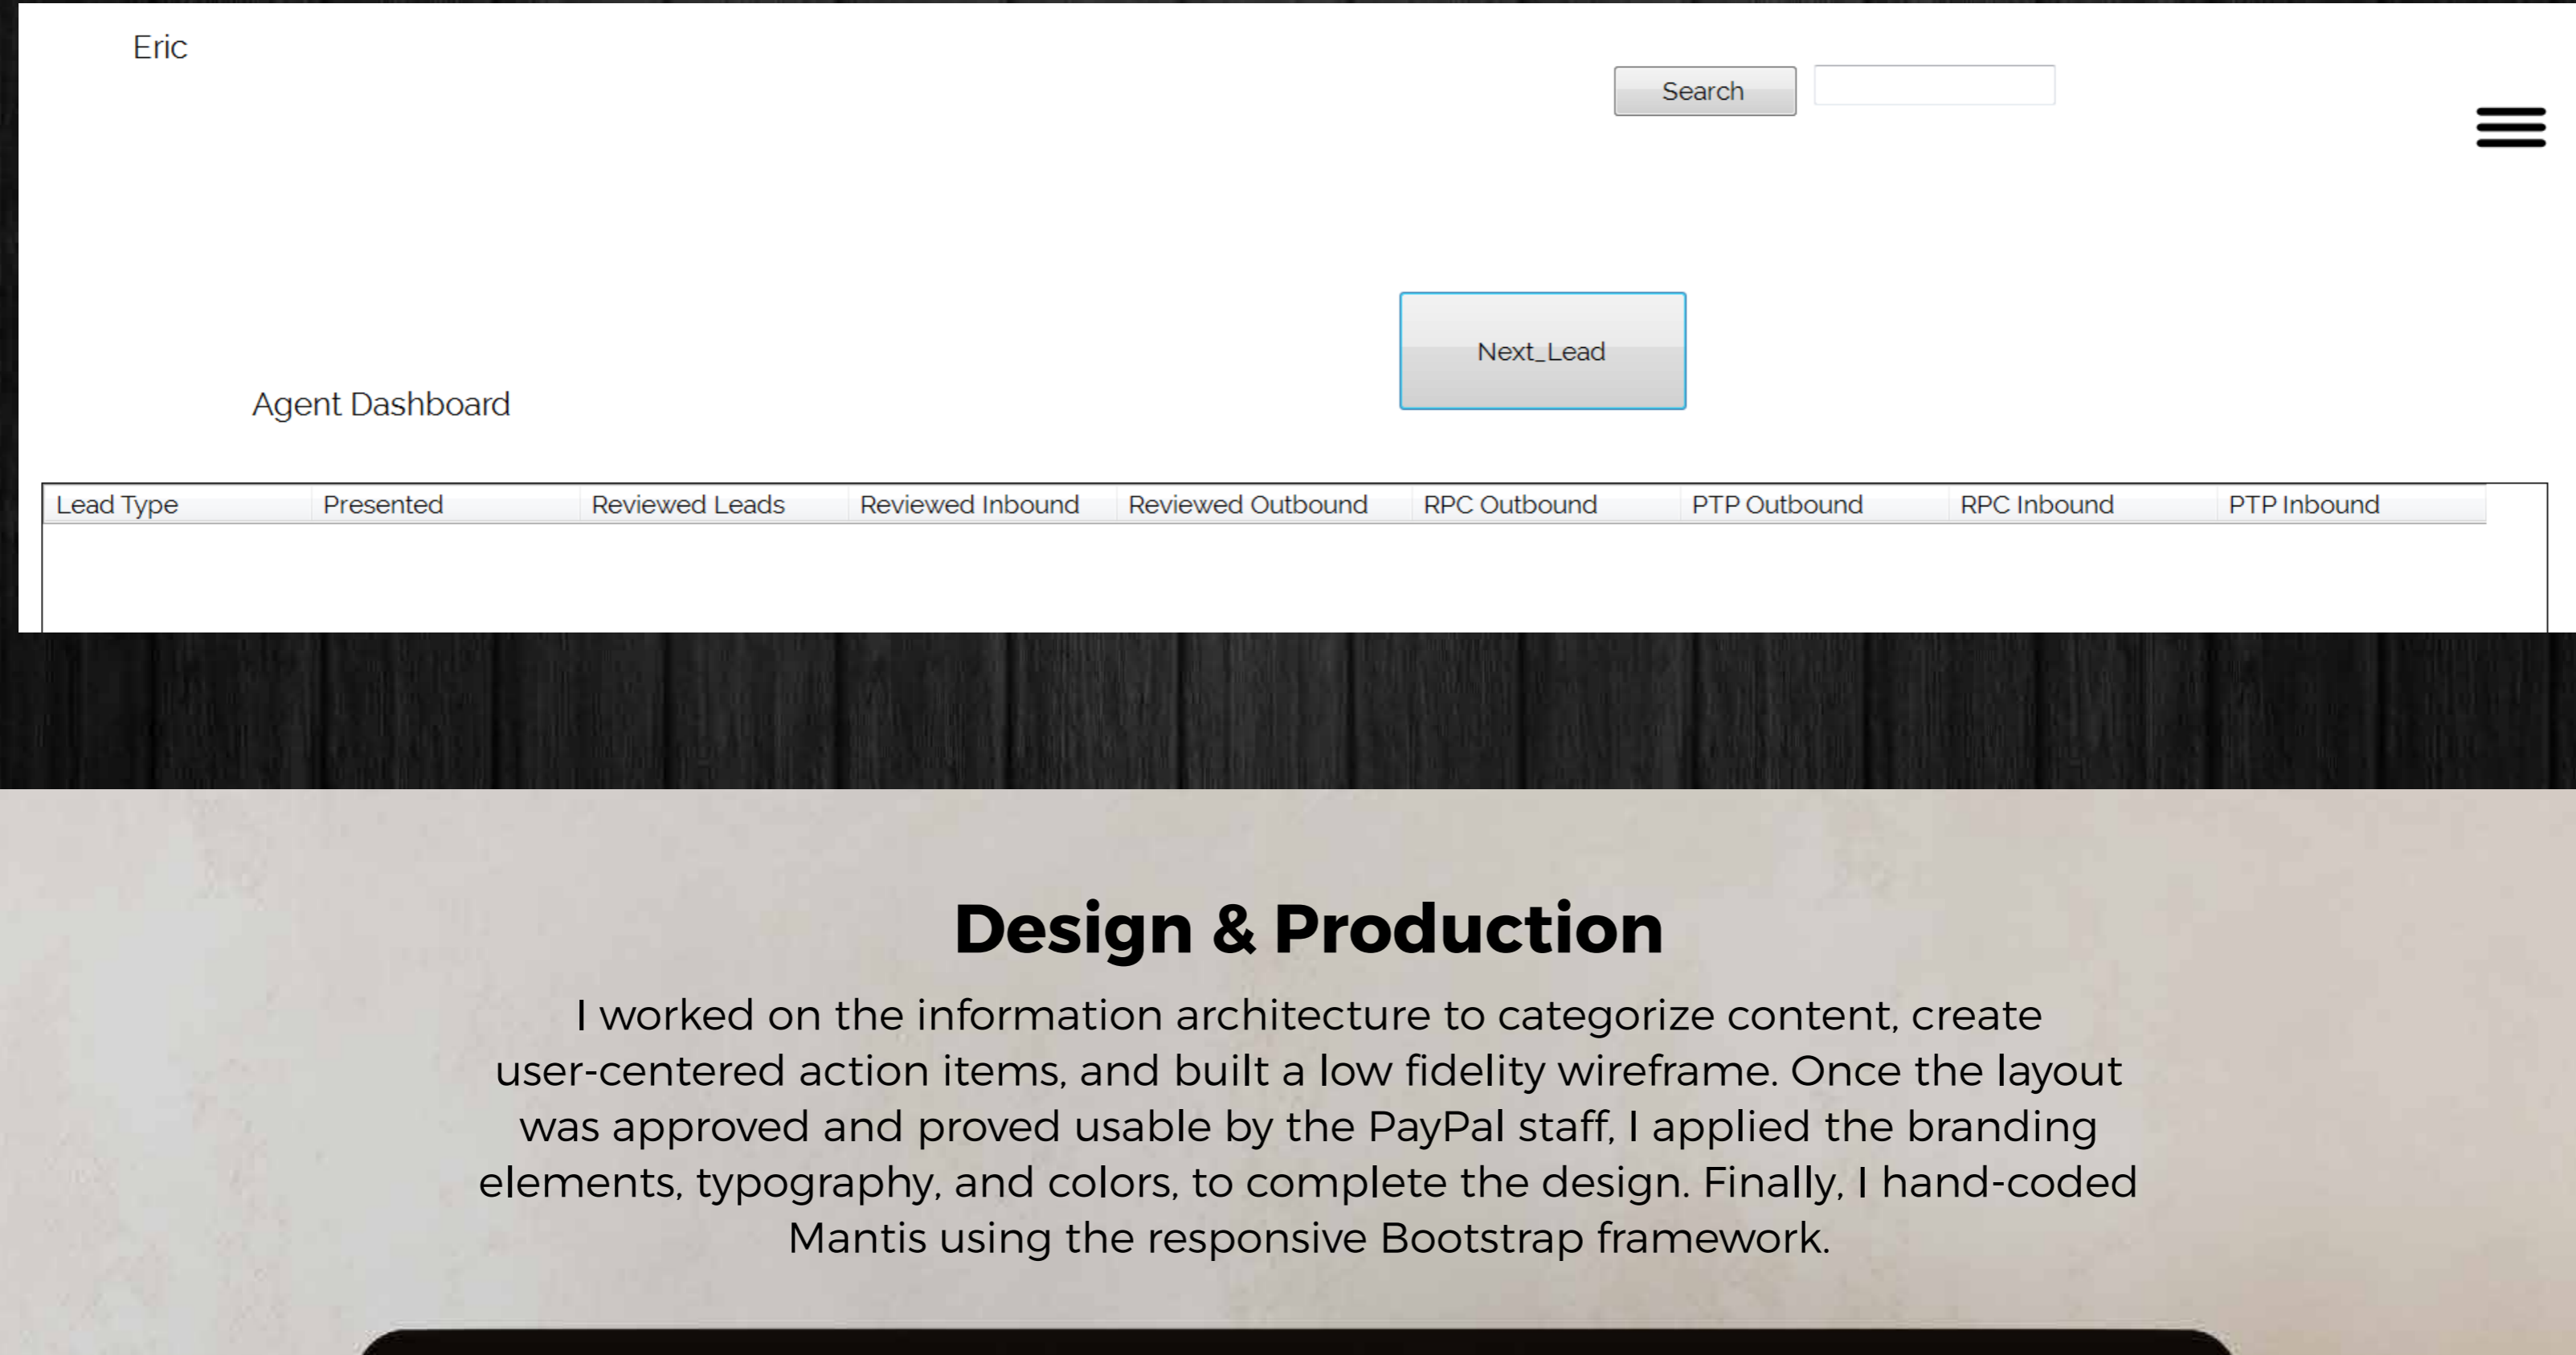 Eric
Search
Next_Lead
Agent Dashboard
Lead Type Presented Reviewed Leads Reviewed Inbound Reviewed Outbound RPC Outbound PTP Outbound RPC Inbound PTP Inbound
Design & Production
I worked on the information architecture to categorize content, create
user-centered action items, and built a low fidelity wireframe. Once the layout
was approved and proved usable by the PayPal staff, I applied the branding
elements, typography, and colors, to complete the design. Finally, I hand-coded
Mantis using the responsive Bootstrap framework.